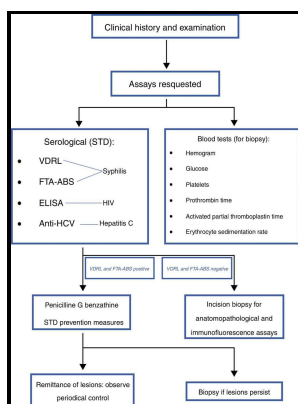 Clinical history and examination
Assays resquested
Serological (STD):
VDRL
Syphilis
FTA-ABS
ELISA
HIV
Anti-HCV
Hepatitis C
Blood tests (for biopsy):
Hemogram
Glucose
Platelets
Prothrombin time
Activated partial thromboplastin time
Erythrocyte sedimentation rate
VDRL and FTA-ABS positive
VDRL and FTA-ABS negative
Penicilline G benzathine
STD prevention measures
Incision biopsy for
anatomopathological and
immunofluorescence assays
Remittance of lesions: observe
periodical control
Biopsy if lesions persist